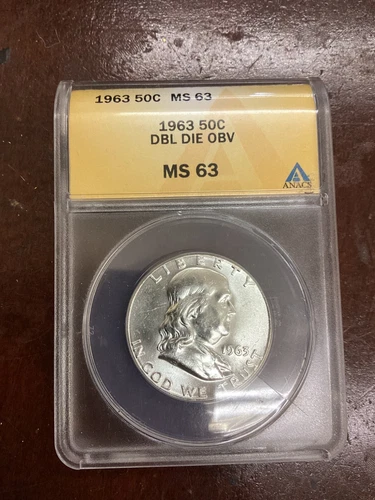 1963 50C MS 63
1963 50C
DBL DIE OBV
MS 63
ANACS
LIBERTY
1963
IN GOD WE TRUST